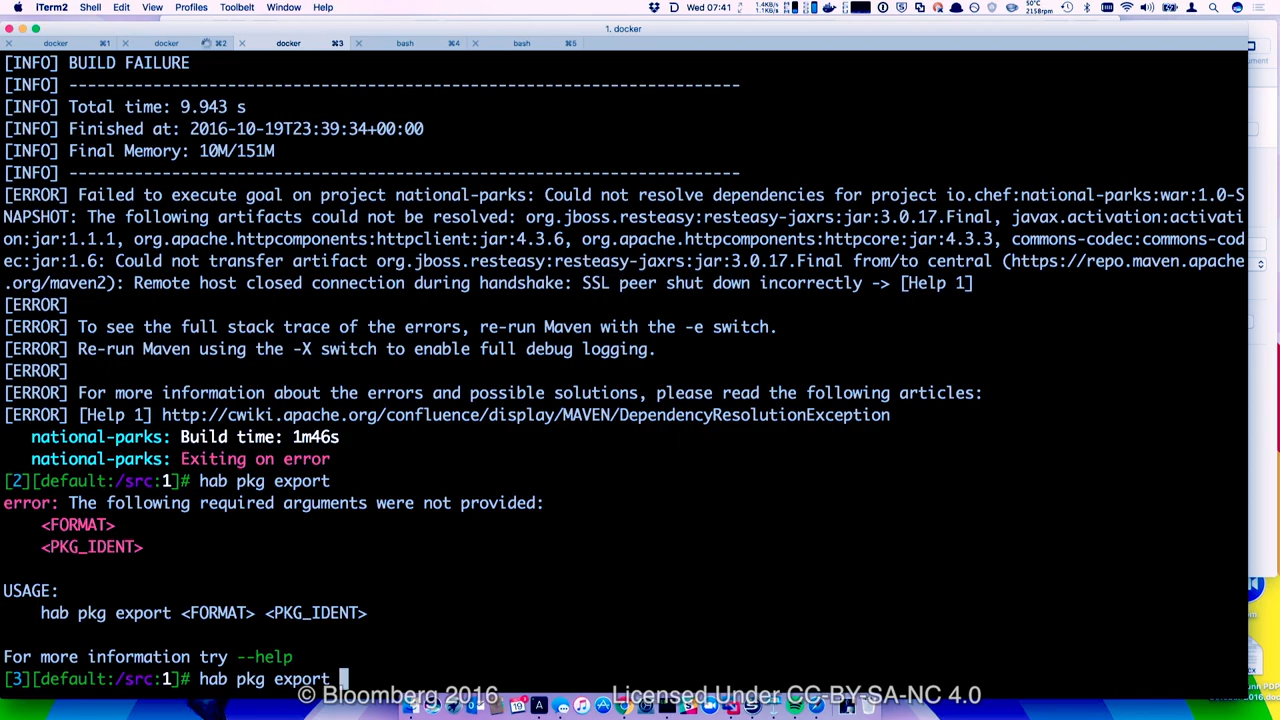 iTerm2 Shell Edit View Profiles Toolbelt Window Help 1.4KB/s 1.1KB/s 50°C 2158rpm Wed 07:41
1. docker
docker ⌘1 docker ⌘2 docker ⌘3 bash ⌘4 bash ⌘5
[INFO] BUILD FAILURE
[INFO] ------------------------------------------------------------------------
[INFO] Total time: 9.943 s
[INFO] Finished at: 2016-10-19T23:39:34+00:00
[INFO] Final Memory: 10M/151M
[INFO] ------------------------------------------------------------------------
[ERROR] Failed to execute goal on project national-parks: Could not resolve dependencies for project io.chef:national-parks:war:1.0-S
NAPSHOT: The following artifacts could not be resolved: org.jboss.resteasy:resteasy-jaxrs:jar:3.0.17.Final, javax.activation:activati
on:jar:1.1.1, org.apache.httpcomponents:httpclient:jar:4.3.6, org.apache.httpcomponents:httpcore:jar:4.3.3, commons-codec:commons-cod
ec:jar:1.6: Could not transfer artifact org.jboss.resteasy:resteasy-jaxrs:jar:3.0.17.Final from/to central (https://repo.maven.apache
.org/maven2): Remote host closed connection during handshake: SSL peer shut down incorrectly -> [Help 1]
[ERROR]
[ERROR] To see the full stack trace of the errors, re-run Maven with the -e switch.
[ERROR] Re-run Maven using the -X switch to enable full debug logging.
[ERROR]
[ERROR] For more information about the errors and possible solutions, please read the following articles:
[ERROR] [Help 1] http://cwiki.apache.org/confluence/display/MAVEN/DependencyResolutionException
national-parks: Build time: 1m46s
national-parks: Exiting on error
[2][default:/src:1]# hab pkg export
error: The following required arguments were not provided:
<FORMAT>
<PKG_IDENT>
USAGE:
hab pkg export <FORMAT> <PKG_IDENT>
For more information try --help
[3][default:/src:1]# hab pkg export
© Bloomberg 2016. Licensed Under CC-BY-SA-NC 4.0